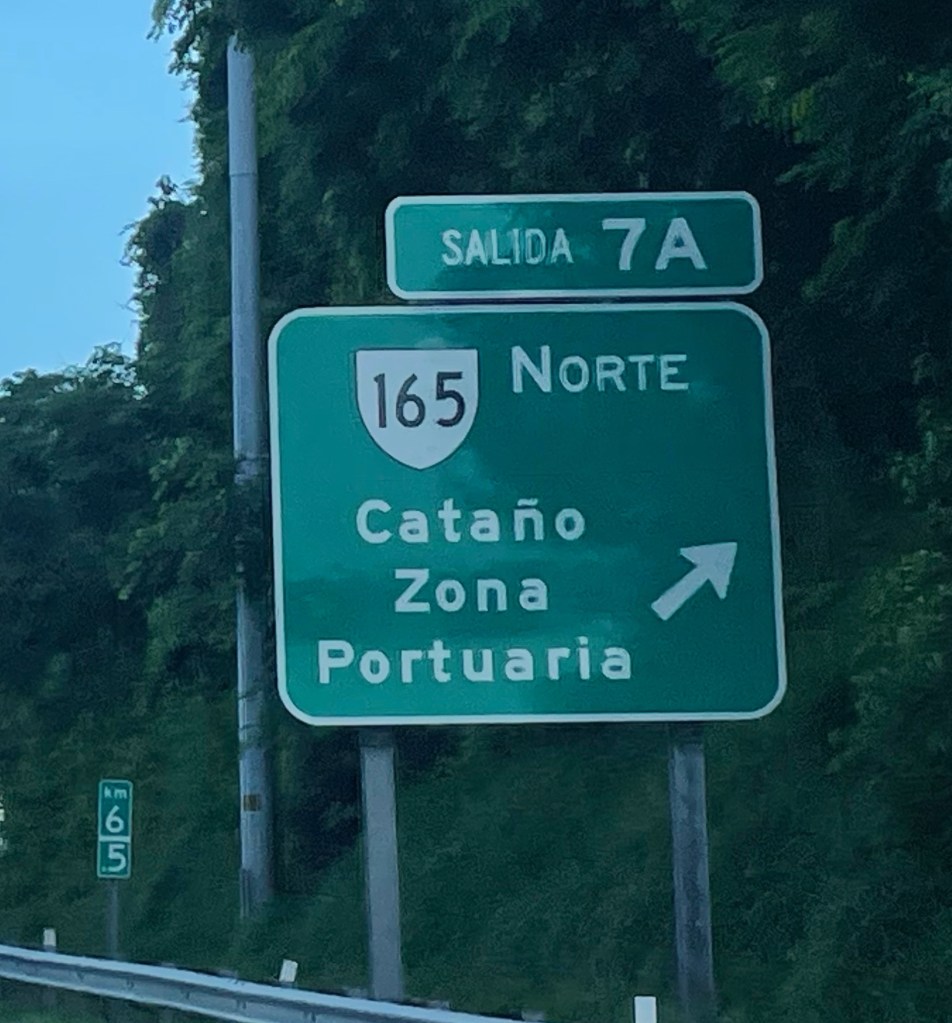 SALIDA 7A
165 NORTE
Cataño
Zona
Portuaria
km
6
.5